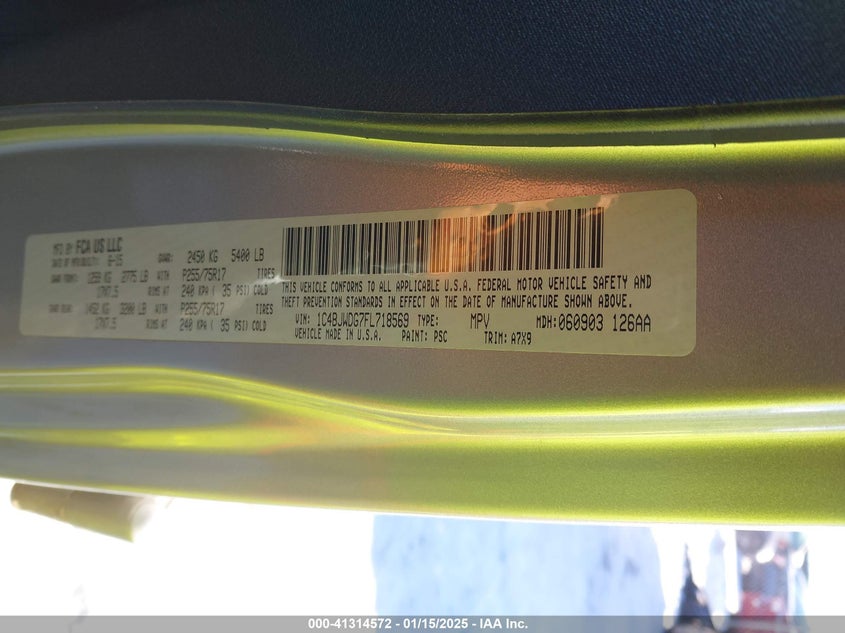 MFD BY FCA US LLC
DATE OF MFR 6-15 GVWR: 2450 KG 5400 LB
GAWR FRONT: 1259 KG 2775 LB WITH P255/75R17 TIRES
17X7.5 RIMS AT 240 KPA ( 35 PSI) COLD
GAWR REAR: 1452 KG 3200 LB WITH P255/75R17 TIRES
17X7.5 RIMS AT 240 KPA ( 35 PSI) COLD
THIS VEHICLE CONFORMS TO ALL APPLICABLE U.S.A. FEDERAL MOTOR VEHICLE SAFETY AND
THEFT PREVENTION STANDARDS IN EFFECT ON THE DATE OF MANUFACTURE SHOWN ABOVE.
VIN: 1C4BJWDG7FL718569 TYPE: MPV MDH: 060903 126AA
VEHICLE MADE IN U.S.A. PAINT: PSC TRIM: A7X9
000-41314572 — 01/15/2025 — IAA Inc.